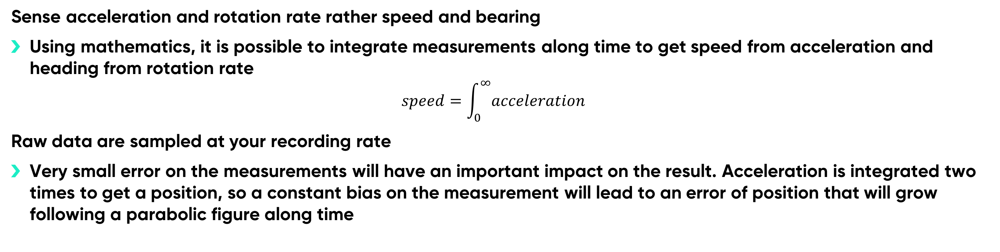 Sense acceleration and rotation rate rather speed and bearing
❯ Using mathematics, it is possible to integrate measurements along time to get speed from acceleration and
heading from rotation rate
speed = ∫₀^∞ acceleration
Raw data are sampled at your recording rate
❯ Very small error on the measurements will have an important impact on the result. Acceleration is integrated two
times to get a position, so a constant bias on the measurement will lead to an error of position that will grow
following a parabolic figure along time